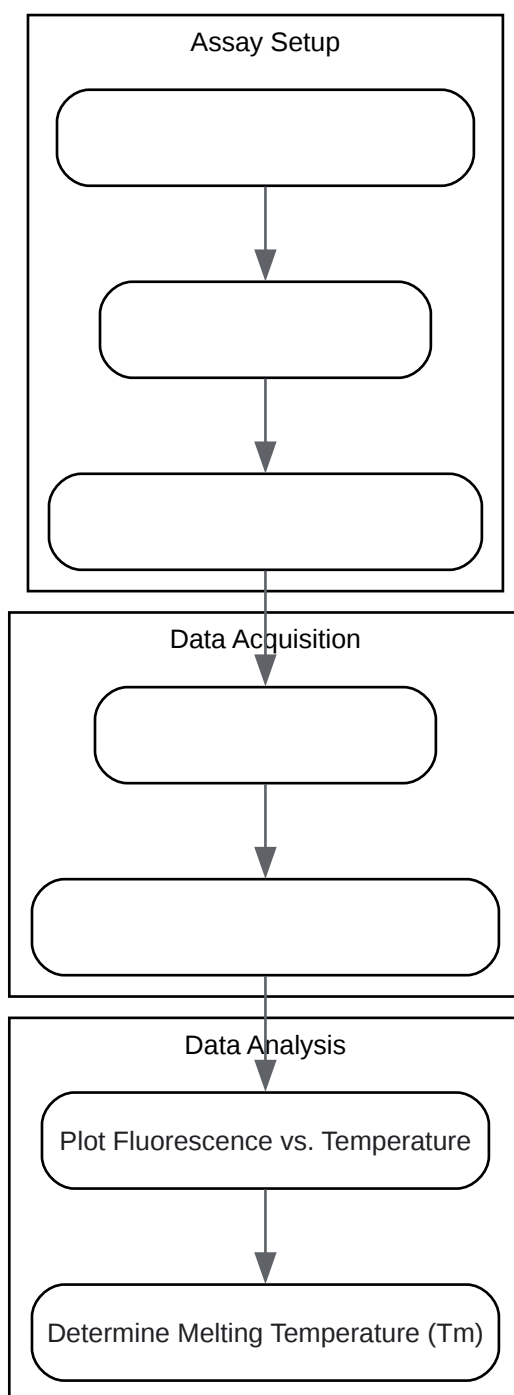 Assay Setup
Data Acquisition
Data Analysis
Plot Fluorescence vs. Temperature
Determine Melting Temperature (Tm)